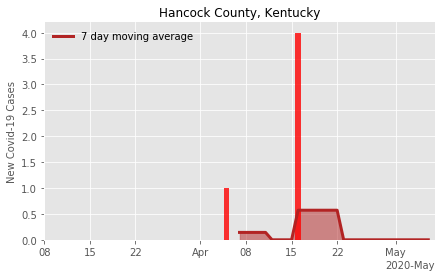 Hancock County, Kentucky
7 day moving average
New Covid-19 Cases
4.0
3.5
3.0
2.5
2.0
1.5
1.0
0.5
0.0
08 15 22 Apr 08 15 22 May
2020-May